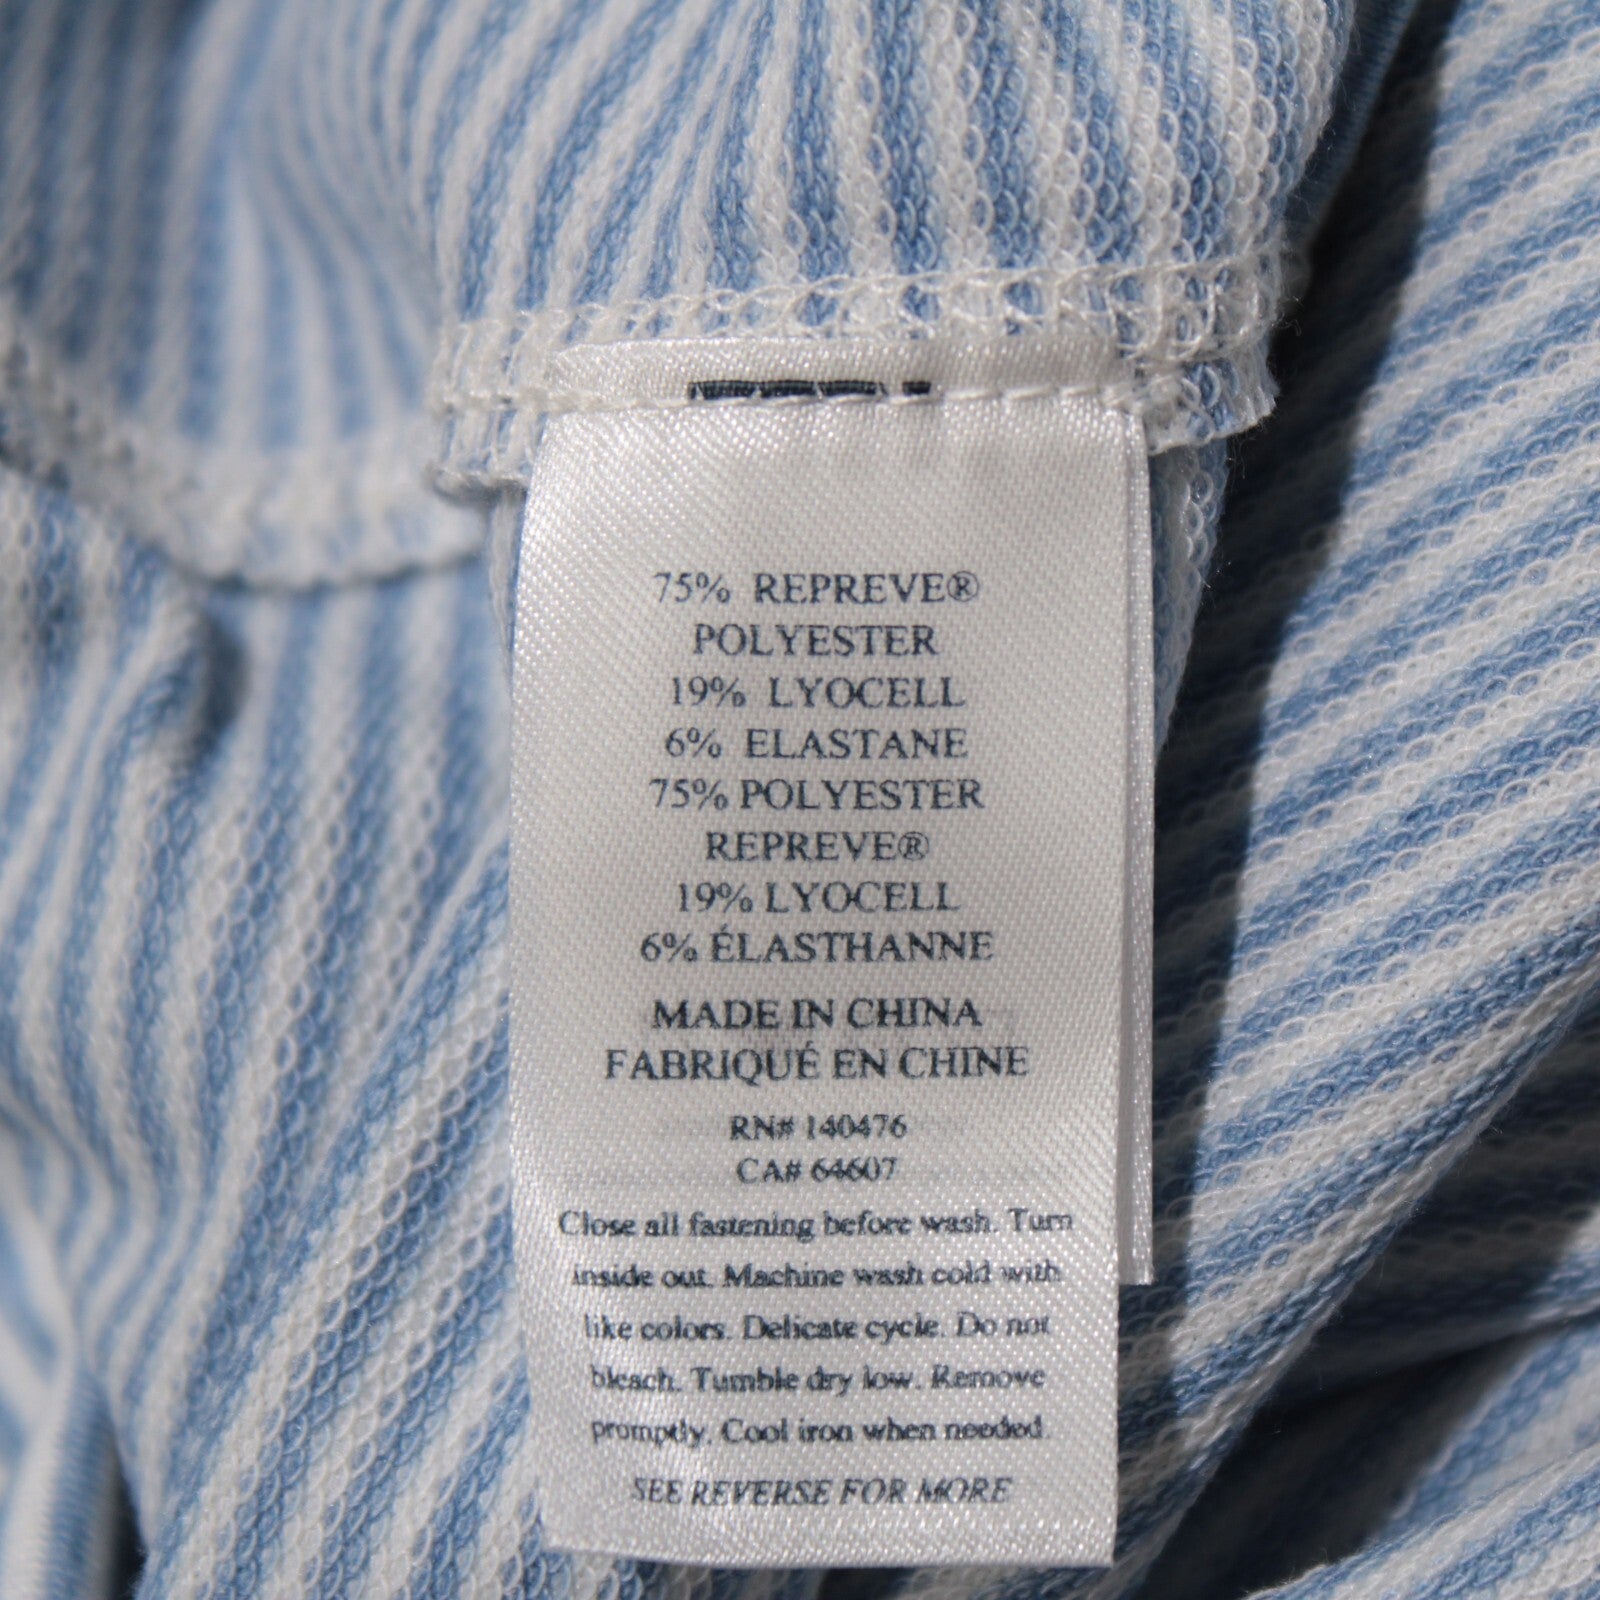 75% REPREVE®
POLYESTER
19% LYOCELL
6% ELASTANE
75% POLYESTER
REPREVE®
19% LYOCELL
6% ÉLASTHANNE
MADE IN CHINA
FABRIQUÉ EN CHINE
RN# 140476
CA# 64607
Close all fastening before wash. Turn
inside out. Machine wash cold with
like colors. Delicate cycle. Do not
bleach. Tumble dry low. Remove
promptly. Cool iron when needed.
SEE REVERSE FOR MORE